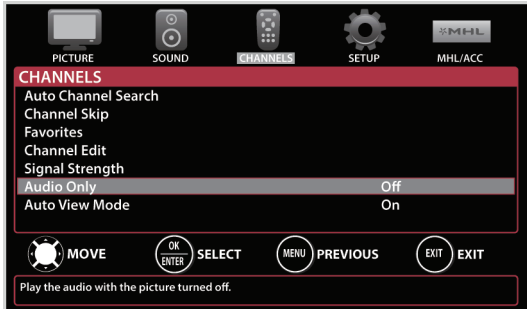 PICTURE SOUND CHANNELS SETUP MHL MHL/ACC
CHANNELS
Auto Channel Search
Channel Skip
Favorites
Channel Edit
Signal Strength
Audio Only Off
Auto View Mode On
MOVE OK ENTER SELECT MENU PREVIOUS EXIT EXIT
Play the audio with the picture turned off.